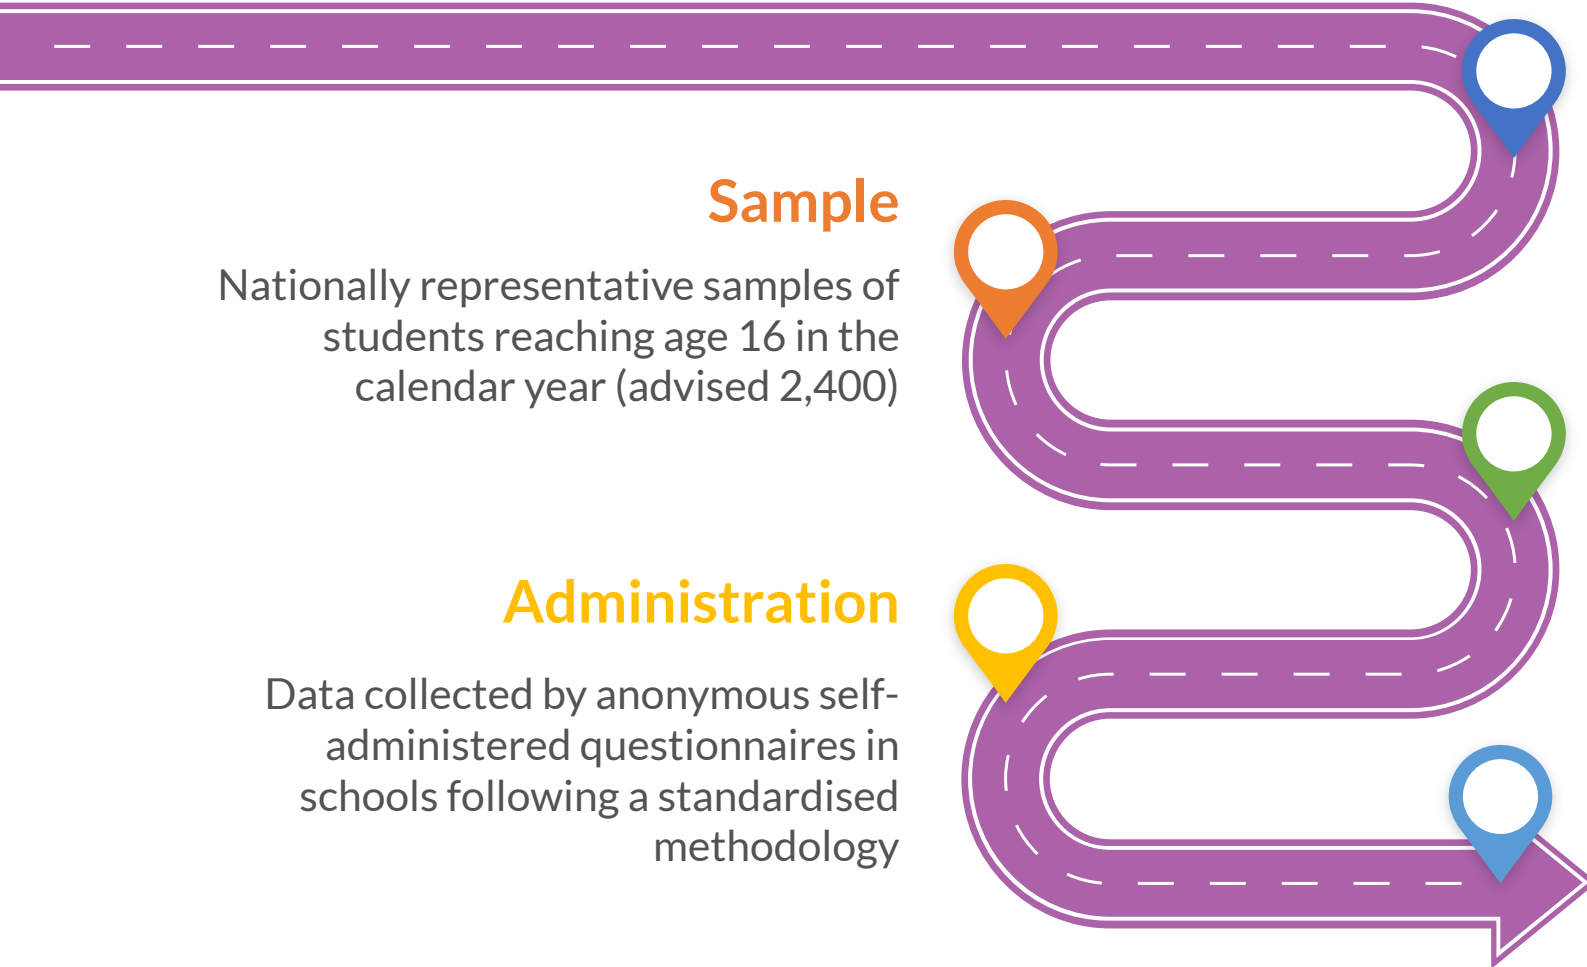 Sample
Nationally representative samples of
students reaching age 16 in the
calendar year (advised 2,400)
Administration
Data collected by anonymous self-
administered questionnaires in
schools following a standardised
methodology